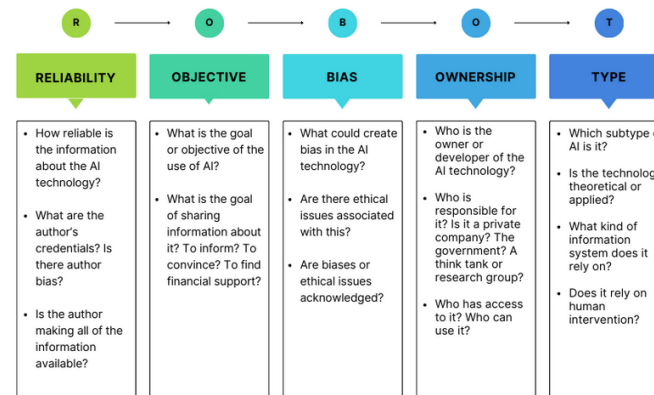 R
O
B
O
T
RELIABILITY
OBJECTIVE
BIAS
OWNERSHIP
TYPE
• How reliable is
the information
about the AI
technology?
• What are the
author's
credentials? Is
there author
bias?
• Is the author
making all of the
information
available?
• What is the goal
or objective of the
use of AI?
• What is the goal
of sharing
information about
it? To inform? To
convince? To find
financial support?
• What could create
bias in the AI
technology?
• Are there ethical
issues associated
with this?
• Are biases or
ethical issues
acknowledged?
• Who is the
owner or
developer of the
AI technology?
• Who is
responsible for
it? Is it a private
company? The
government? A
think tank or
research group?
• Who has access
to it? Who can
use it?
• Which subtype
AI is it?
• Is the
theoretical or
applied?
• What kind of
information
system does it
rely on?
• Does it rely on
human
intervention?